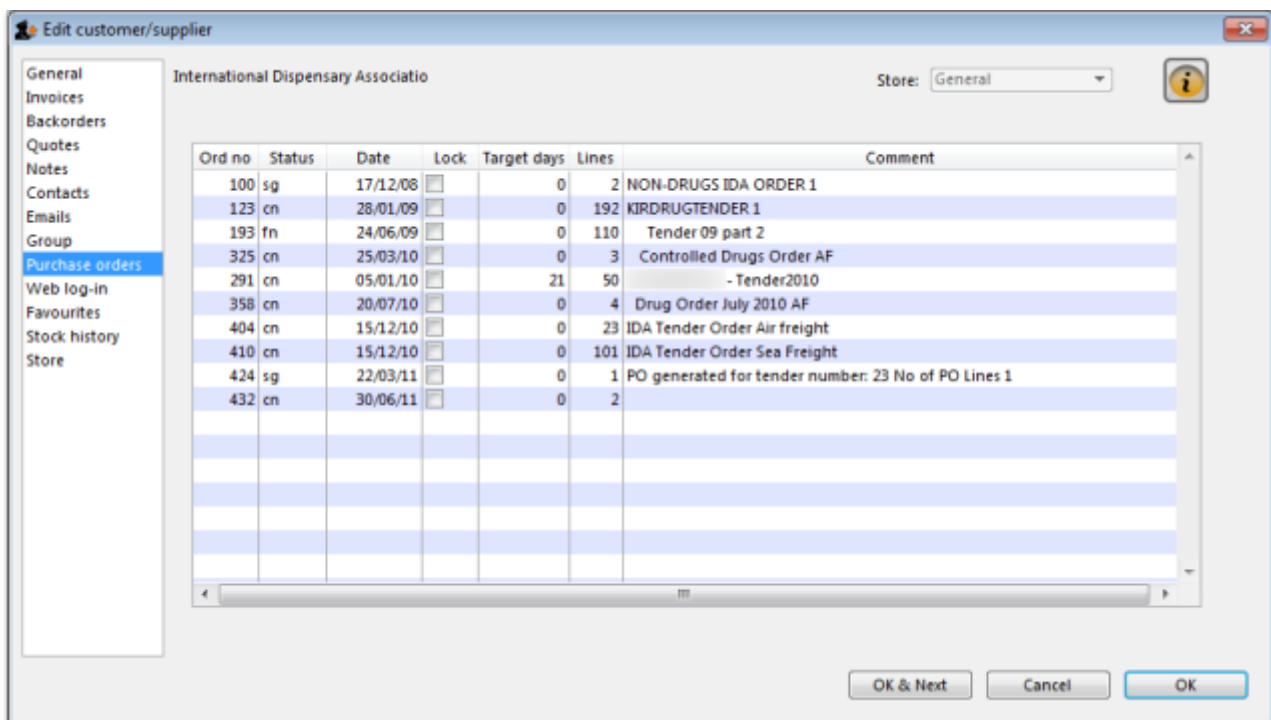 Edit customer/supplier
General
Invoices
Backorders
Quotes
Notes
Contacts
Emails
Group
Purchase orders
Web log-in
Favourites
Stock history
Store
International Dispensary Associatio
Store: General
Ord no Status Date Lock Target days Lines Comment
100 sg 17/12/08 0 2 NON-DRUGS IDA ORDER 1
123 cn 28/01/09 0 192 KIRDRUGTENDER 1
193 fn 24/06/09 0 110 Tender 09 part 2
325 cn 25/03/10 0 3 Controlled Drugs Order AF
291 cn 05/01/10 21 50 - Tender2010
358 cn 20/07/10 0 4 Drug Order July 2010 AF
404 cn 15/12/10 0 23 IDA Tender Order Air freight
410 cn 15/12/10 0 101 IDA Tender Order Sea Freight
424 sg 22/03/11 0 1 PO generated for tender number: 23 No of PO Lines 1
432 cn 30/06/11 0 2
OK & Next Cancel OK